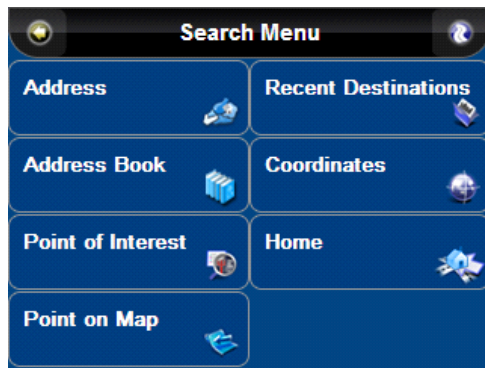 Search Menu
Address
Recent Destinations
Address Book
Coordinates
Point of Interest
Home
Point on Map